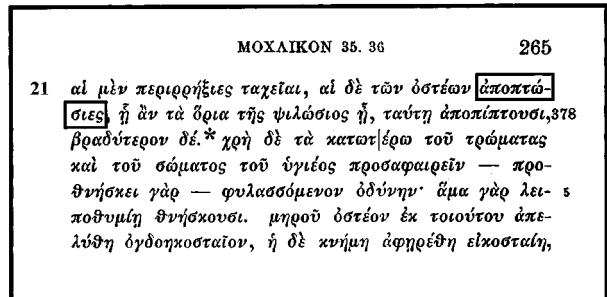 ΜΟΧΛΙΚΟΝ 35. 36 265
21 αἱ μὲν περιρρήξιες ταχεῖαι, αἱ δὲ τῶν ὀστέων ἀποπτώ-
σιες, ᾗ ἂν τὰ ὅρια τῆς ψιλώσιος ᾖ, ταύτῃ ἀποπίπτουσι,378
βραδύτερον δέ.* χρὴ δὲ τὰ κατωτ|έρω τοῦ τρώματος
καὶ τοῦ σώματος τοῦ ὑγιέος προσαφαιρεῖν — προ-
θνήσκει γὰρ — φυλασσόμενον ὀδύνην· ἅμα γὰρ λει- 5
ποθυμίῃ θνήσκουσι. μηροῦ ὀστέον ἐκ τοιούτου ἀπε-
λύθη ὀγδοηκοσταῖον, ἡ δὲ κνήμη ἀφῃρέθη εἰκοσταίη,